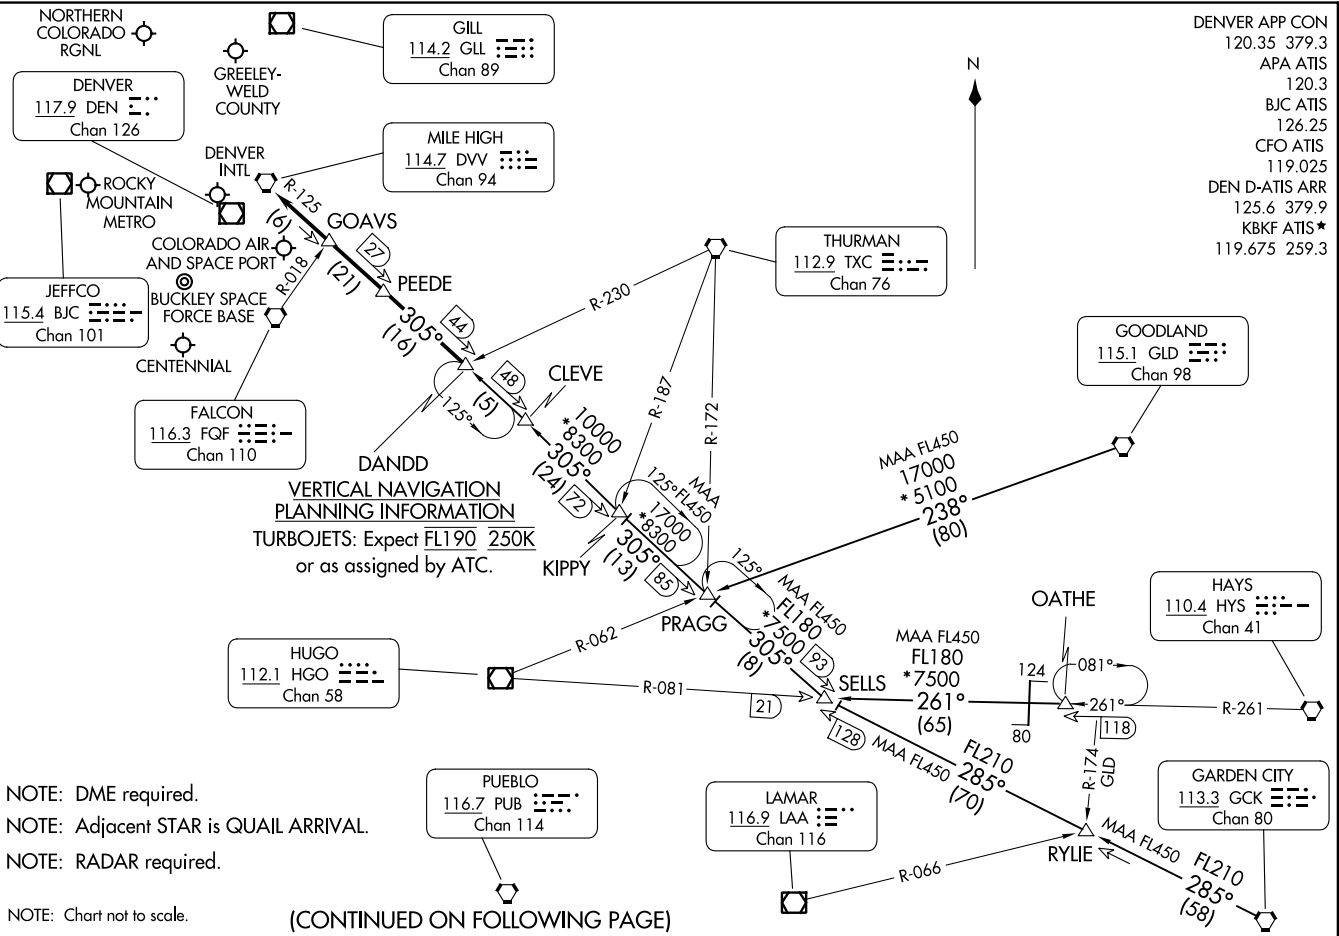 NORTHERN
COLORADO
RGNL
GILL
114.2 GLL
Chan 89
GREELEY-
WELD
COUNTY
DENVER
117.9 DEN
Chan 126
MILE HIGH
114.7 DVV
Chan 94
DENVER
INTL
ROCKY
MOUNTAIN
METRO
COLORADO AIR
AND SPACE PORT
BUCKLEY SPACE
FORCE BASE
CENTENNIAL
JEFFCO
115.4 BJC
Chan 101
FALCON
116.3 FQF
Chan 110
R-018
R-125
(6)
GOAVS
27
(21)
PEEDE
305°
(16)
44
48
(5)
125°
CLEVE
DANDD
VERTICAL NAVIGATION
PLANNING INFORMATION
TURBOJETS: Expect FL190 250K
or as assigned by ATC.
10000
*8300
305°
(24)
72
KIPPY
125°
MAA
FL450
17000
*8300
305°
(13)
85
PRAGG
125°
MAA FL450
FL180
*7500
305°
(8)
93
SELLS
128
N
DENVER APP CON
120.35 379.3
APA ATIS
120.3
BJC ATIS
126.25
CFO ATIS
119.025
DEN D-ATIS ARR
125.6 379.9
KBKF ATIS★
119.675 259.3
THURMAN
112.9 TXC
Chan 76
R-230
R-187
R-172
GOODLAND
115.1 GLD
Chan 98
MAA FL450
17000
*5100
238°
(80)
HAYS
110.4 HYS
Chan 41
OATHE
MAA FL450
FL180
*7500
261°
(65)
124
80
081°
261°
118
R-261
R-174
GLD
HUGO
112.1 HGO
Chan 58
R-062
R-081
21
MAA FL450
FL210
285°
(70)
RYLIE
MAA FL450
FL210
285°
(58)
GARDEN CITY
113.3 GCK
Chan 80
LAMAR
116.9 LAA
Chan 116
R-066
PUEBLO
116.7 PUB
Chan 114
NOTE: DME required.
NOTE: Adjacent STAR is QUAIL ARRIVAL.
NOTE: RADAR required.
NOTE: Chart not to scale.
(CONTINUED ON FOLLOWING PAGE)